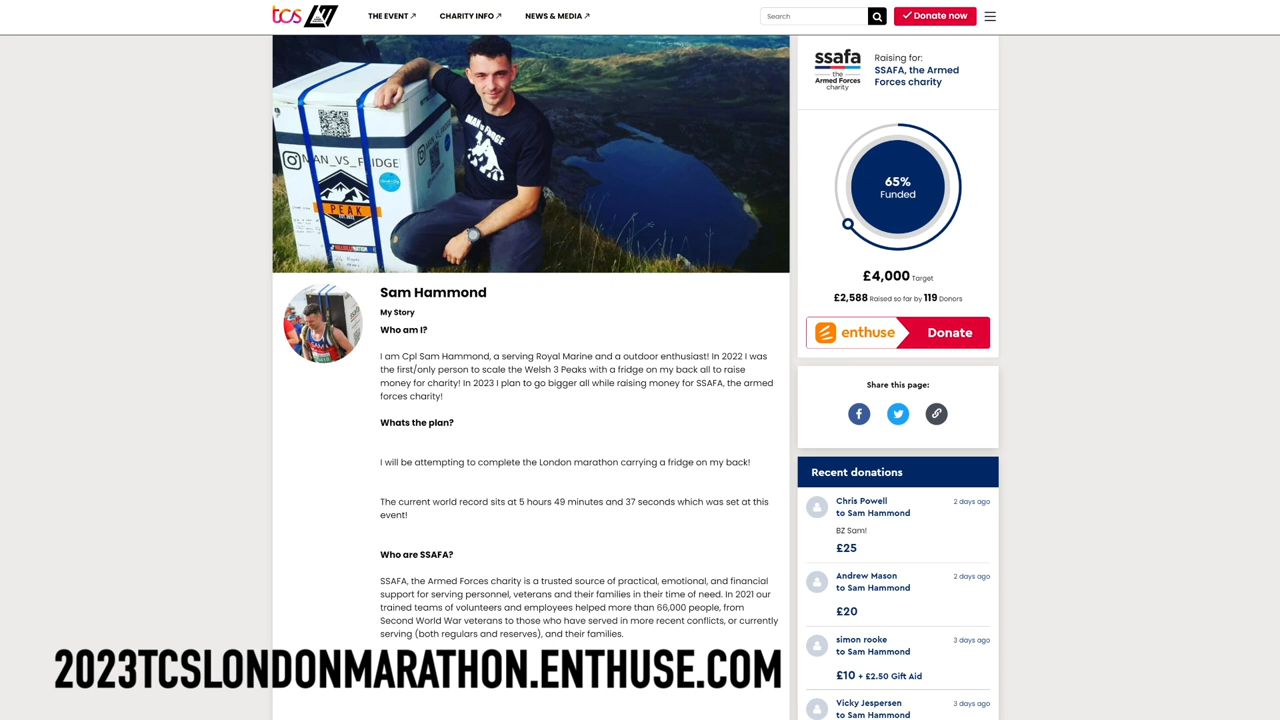 tcs
THE EVENT
CHARITY INFO
NEWS & MEDIA
Search
Donate now
MAN_VS_FRIDGE
PEAK
MAN vs FRIDGE
ssafa
the
Armed Forces
charity
Raising for:
SSAFA, the Armed
Forces charity
65%
Funded
£4,000 Target
£2,588 Raised so far by 119 Donors
enthuse
Donate
Share this page:
Sam Hammond
My Story
Who am I?
I am Cpl Sam Hammond, a serving Royal Marine and a outdoor enthusiast! In 2022 I was
the first/only person to scale the Welsh 3 Peaks with a fridge on my back all to raise
money for charity! In 2023 I plan to go bigger all while raising money for SSAFA, the armed
forces charity!
Whats the plan?
I will be attempting to complete the London marathon carrying a fridge on my back!
The current world record sits at 5 hours 49 minutes and 37 seconds which was set at this
event!
Who are SSAFA?
SSAFA, the Armed Forces charity is a trusted source of practical, emotional, and financial
support for serving personnel, veterans and their families in their time of need. In 2021 our
trained teams of volunteers and employees helped more than 66,000 people, from
Second World War veterans to those who have served in more recent conflicts, or currently
serving (both regulars and reserves), and their families.
Recent donations
Chris Powell
to Sam Hammond
2 days ago
BZ Sam!
£25
Andrew Mason
to Sam Hammond
2 days ago
£20
simon rooke
to Sam Hammond
3 days ago
£10 + £2.50 Gift Aid
Vicky Jespersen
to Sam Hammond
3 days ago
2023TCSLONDONMARATHON.ENTHUSE.COM